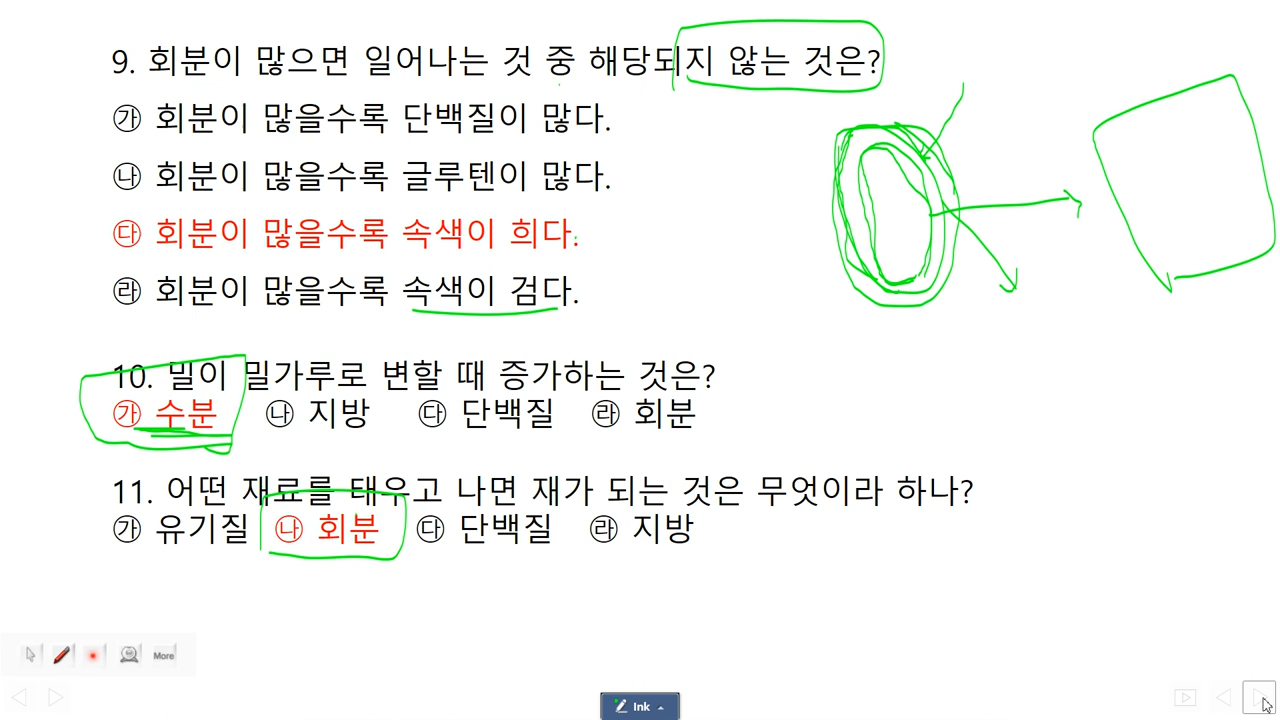 9. 회분이 많으면 일어나는 것 중 해당되지 않는 것은?
㉮ 회분이 많을수록 단백질이 많다.
㉯ 회분이 많을수록 글루텐이 많다.
㉰ 회분이 많을수록 속색이 희다.
㉱ 회분이 많을수록 속색이 검다.
10. 밀이 밀가루로 변할 때 증가하는 것은?
㉮ 수분 ㉯ 지방 ㉰ 단백질 ㉱ 회분
11. 어떤 재료를 태우고 나면 재가 되는 것은 무엇이라 하나?
㉮ 유기질 ㉯ 회분 ㉰ 단백질 ㉱ 지방
More
Ink